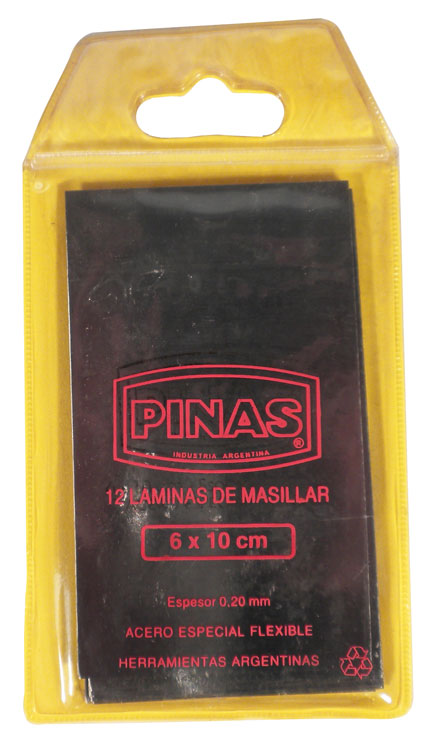 PINAS
®
INDUSTRIA ARGENTINA
12 LAMINAS DE MASILLAR
6 x 10 cm
Espesor 0,20 mm
ACERO ESPECIAL FLEXIBLE
HERRAMIENTAS ARGENTINAS